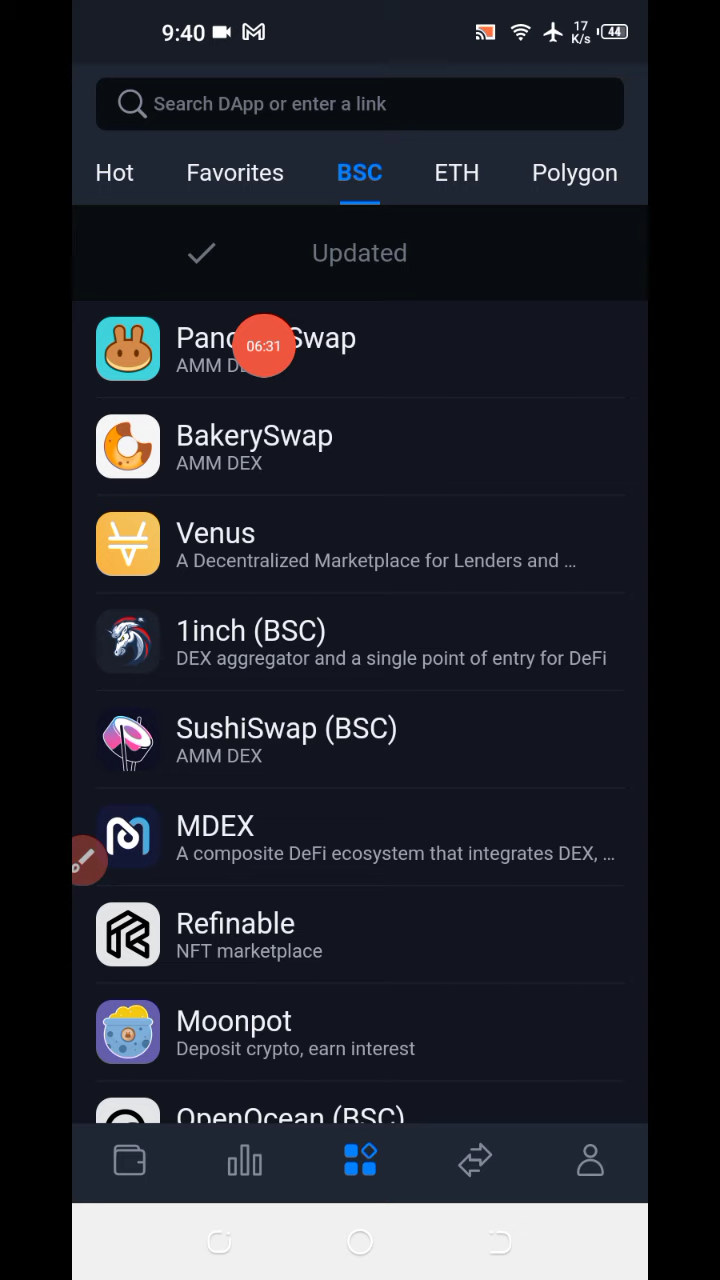 9:40
17
K/s
44
Search DApp or enter a link
Hot Favorites BSC ETH Polygon
Updated
06:31
Swap
AMM
BakerySwap
AMM DEX
Venus
A Decentralized Marketplace for Lenders and ...
1inch (BSC)
DEX aggregator and a single point of entry for DeFi
SushiSwap (BSC)
AMM DEX
MDEX
A composite DeFi ecosystem that integrates DEX, ...
Refinable
NFT marketplace
Moonpot
Deposit crypto, earn interest
OpenOcean (BSC)